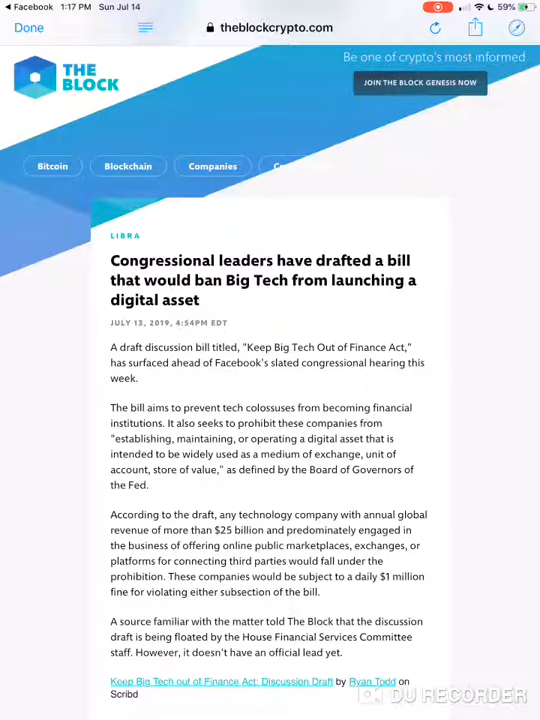 Facebook 1:17 PM Sun Jul 14 59%
Done theblockcrypto.com
Be one of crypto's most informed
THE
BLOCK
JOIN THE BLOCK GENESIS NOW
Bitcoin Blockchain Companies
LIBRA
Congressional leaders have drafted a bill
that would ban Big Tech from launching a
digital asset
JULY 13, 2019, 4:54PM EDT
A draft discussion bill titled, "Keep Big Tech Out of Finance Act,"
has surfaced ahead of Facebook's slated congressional hearing this
week.
The bill aims to prevent tech colossuses from becoming financial
institutions. It also seeks to prohibit these companies from
"establishing, maintaining, or operating a digital asset that is
intended to be widely used as a medium of exchange, unit of
account, store of value," as defined by the Board of Governors of
the Fed.
According to the draft, any technology company with annual global
revenue of more than $25 billion and predominately engaged in
the business of offering online public marketplaces, exchanges, or
platforms for connecting third parties would fall under the
prohibition. These companies would be subject to a daily $1 million
fine for violating either subsection of the bill.
A source familiar with the matter told The Block that the discussion
draft is being floated by the House Financial Services Committee
staff. However, it doesn't have an official lead yet.
Keep Big Tech out of Finance Act: Discussion Draft by Ryan Todd on
Scribd
DU RECORDER